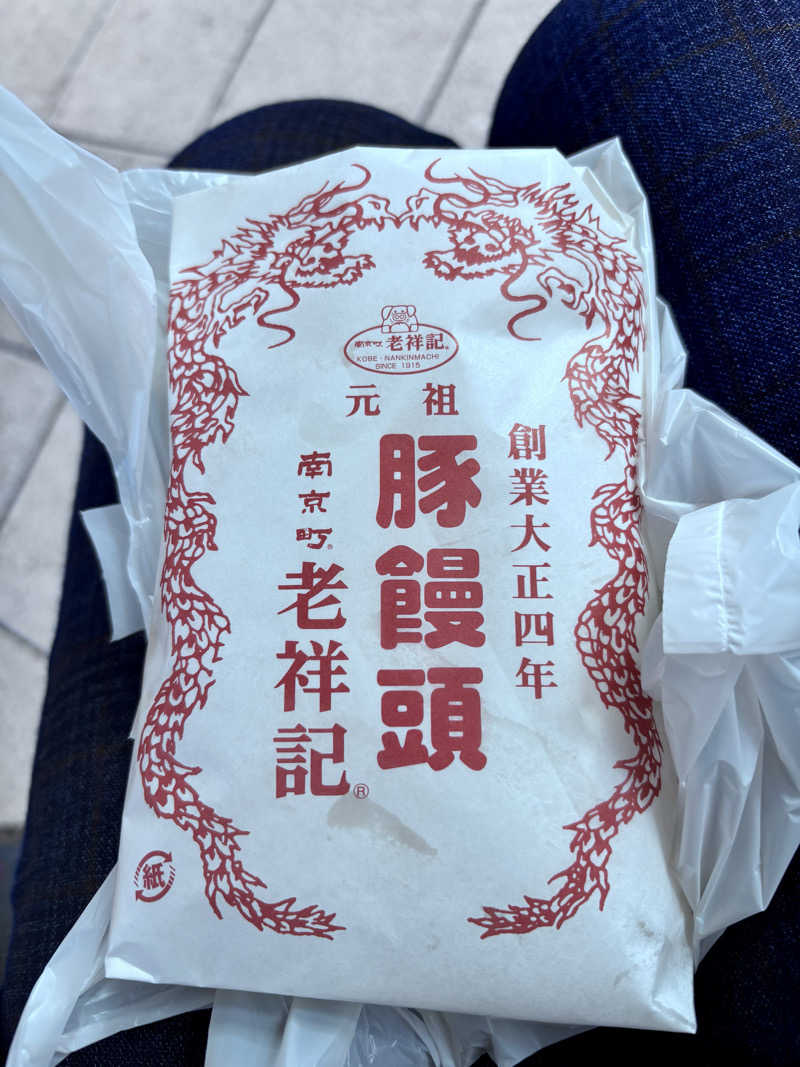 南京町 老祥記®
KOBE・NANKINMACHI
SINCE 1915
元祖
創業大正四年
豚饅頭
南京町®老祥記®
紙